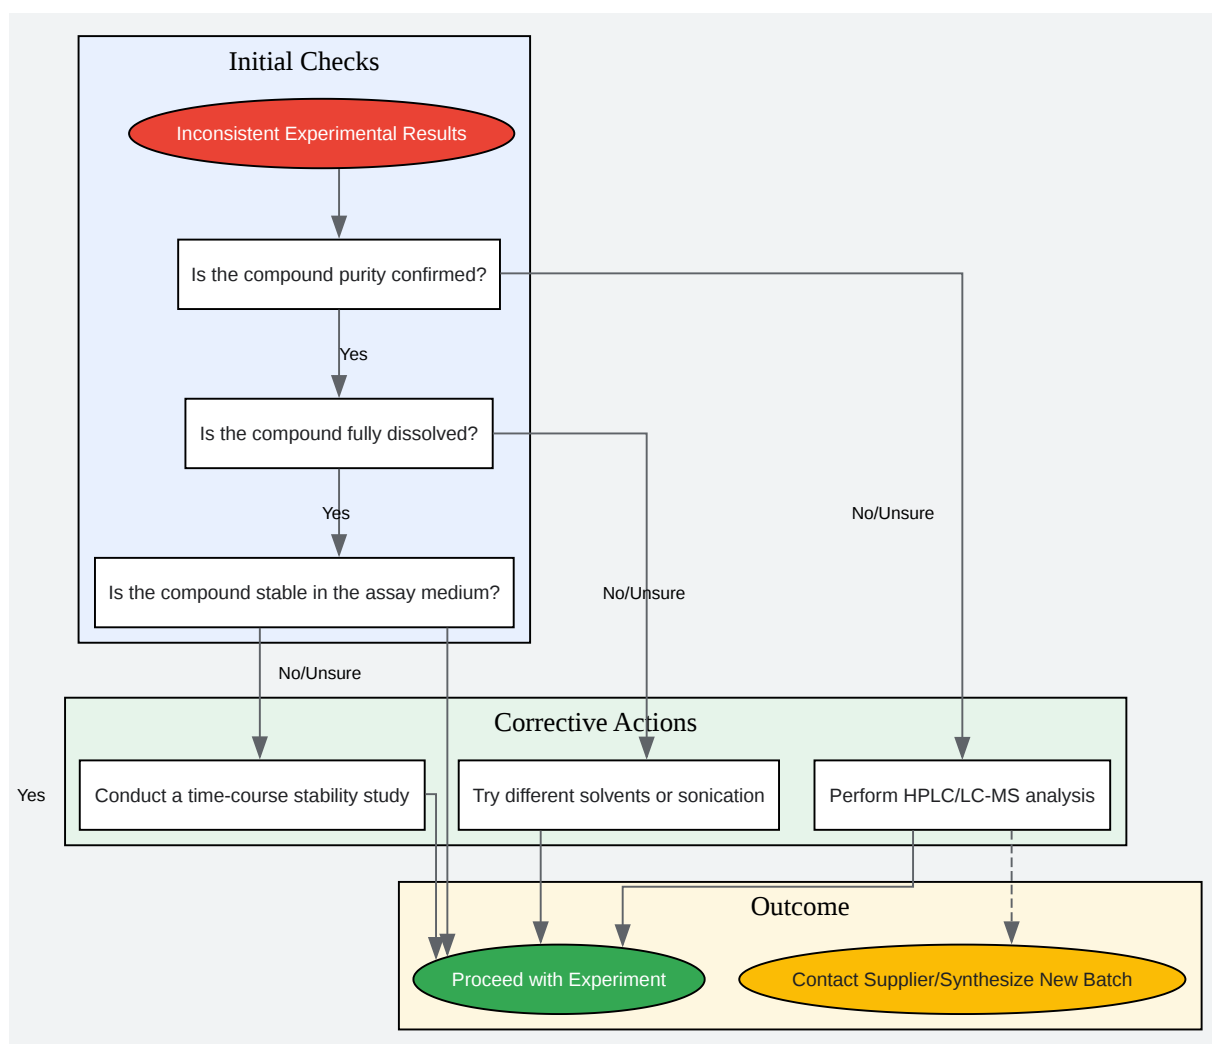 Initial Checks
Inconsistent Experimental Results
Is the compound purity confirmed?
Yes
Is the compound fully dissolved?
Yes
No/Unsure
Is the compound stable in the assay medium?
No/Unsure
No/Unsure
Corrective Actions
Yes
Conduct a time-course stability study
Try different solvents or sonication
Perform HPLC/LC-MS analysis
Outcome
Proceed with Experiment
Contact Supplier/Synthesize New Batch